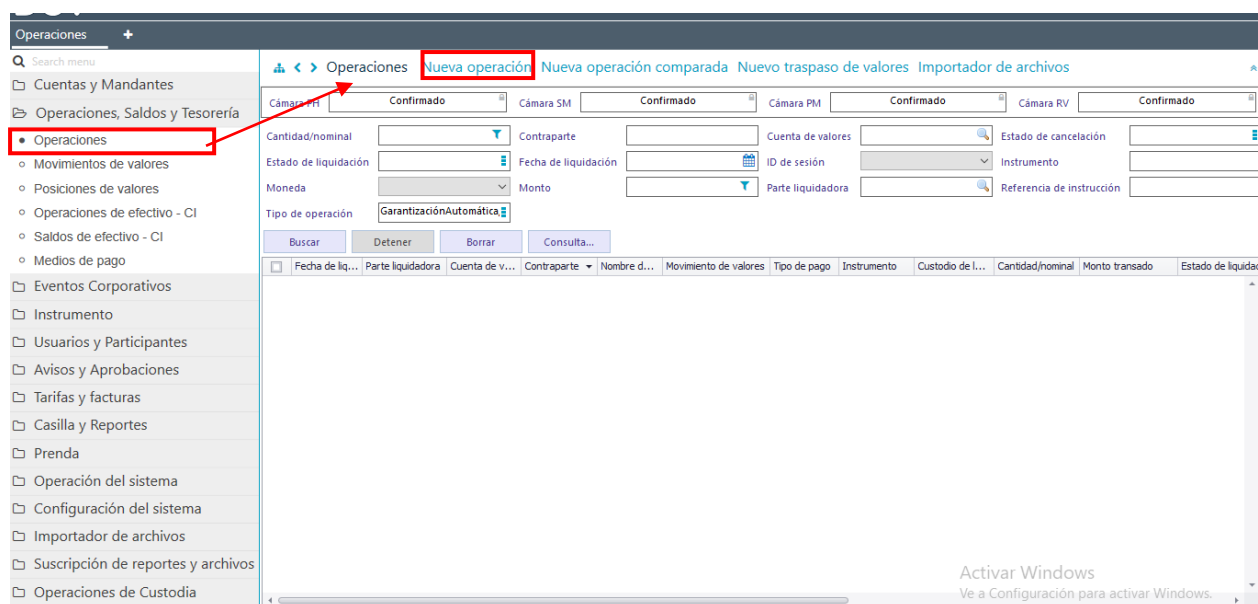 Operaciones +
Search menu
Cuentas y Mandantes
Operaciones, Saldos y Tesorería
Operaciones
Movimientos de valores
Posiciones de valores
Operaciones de efectivo - CI
Saldos de efectivo - CI
Medios de pago
Eventos Corporativos
Instrumento
Usuarios y Participantes
Avisos y Aprobaciones
Tarifas y facturas
Casilla y Reportes
Prenda
Operación del sistema
Configuración del sistema
Importador de archivos
Suscripción de reportes y archivos
Operaciones de Custodia
Operaciones Nueva operación Nueva operación comparada Nuevo traspaso de valores Importador de archivos
Cámara PH Confirmado Cámara SM Confirmado Cámara PM Confirmado Cámara RV Confirmado
Cantidad/nominal Contraparte Cuenta de valores Estado de cancelación
Estado de liquidación Fecha de liquidación ID de sesión Instrumento
Moneda Monto Parte liquidadora Referencia de instrucción
Tipo de operación GarantizaciónAutomática,
Buscar Detener Borrar Consulta...
Fecha de liq... Parte liquidadora Cuenta de v... Contraparte Nombre d... Movimiento de valores Tipo de pago Instrumento Custodio de l... Cantidad/nominal Monto transado Estado de liquidac
Activar Windows
Ve a Configuración para activar Windows.